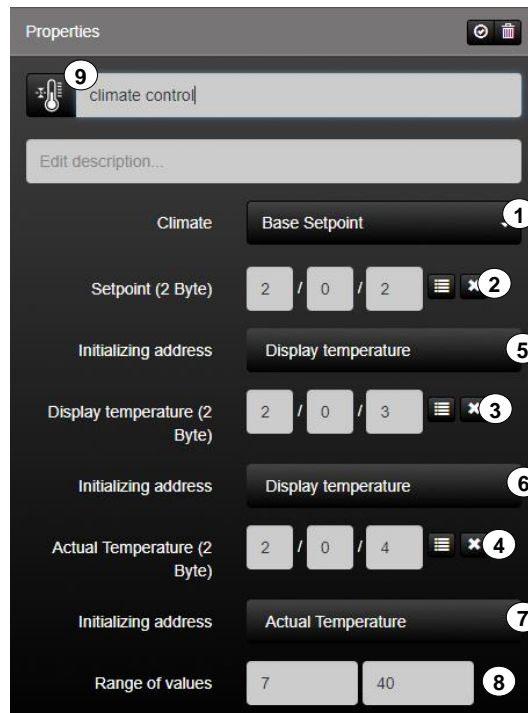 Properties
9
climate control
Edit description...
Climate Base Setpoint 1
Setpoint (2 Byte) 2 / 0 / 2 2
Initializing address Display temperature 5
Display temperature (2
Byte) 2 / 0 / 3 3
Initializing address Display temperature 6
Actual Temperature (2
Byte) 2 / 0 / 4 4
Initializing address Actual Temperature 7
Range of values 7 40 8